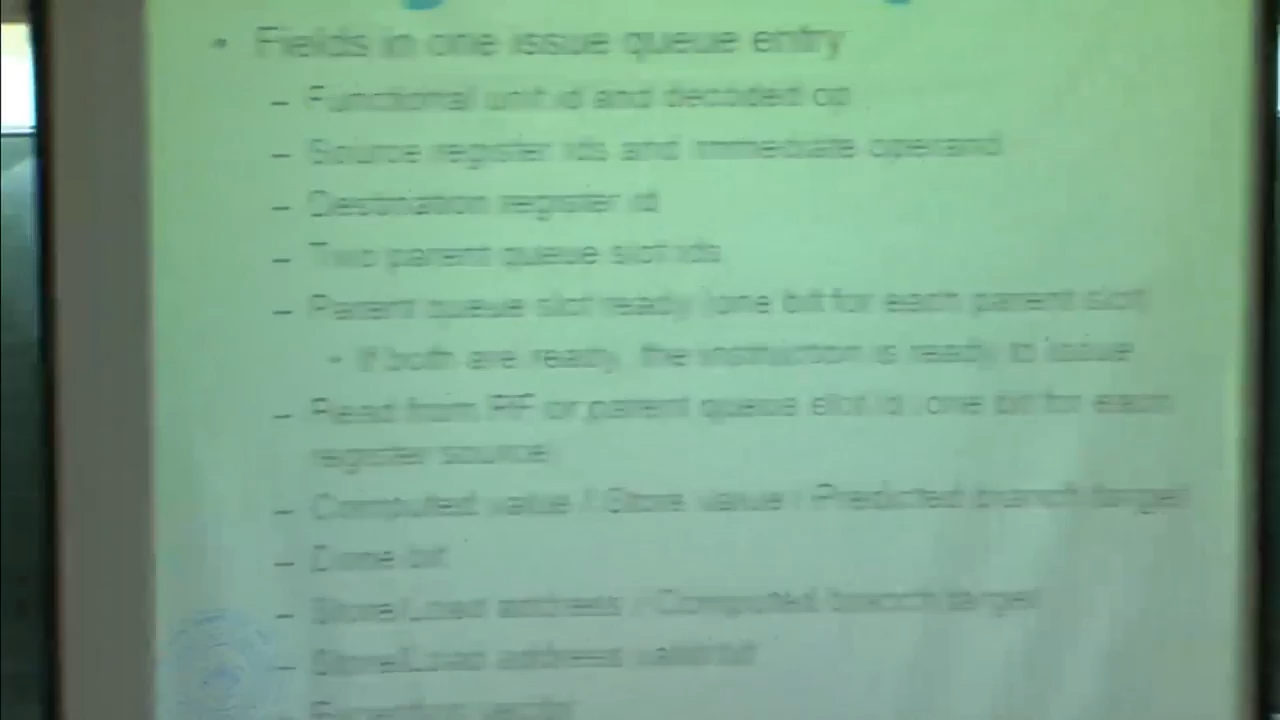 • Fields in one issue queue entry
– Functional unit id and decoded op
– Source register ids and immediate operand
– Destination register id
– Two parent queue slot ids
– Parent queue slot ready (one bit for each parent slot)
• If both are ready, the instruction is ready to issue
– Read from RF or parent queue slot id (one bit for each
register source
– Computed value / Store value / Predicted branch target
– Done bit
– Store/Load address / Computed branch target
– Store/Load address valid bit